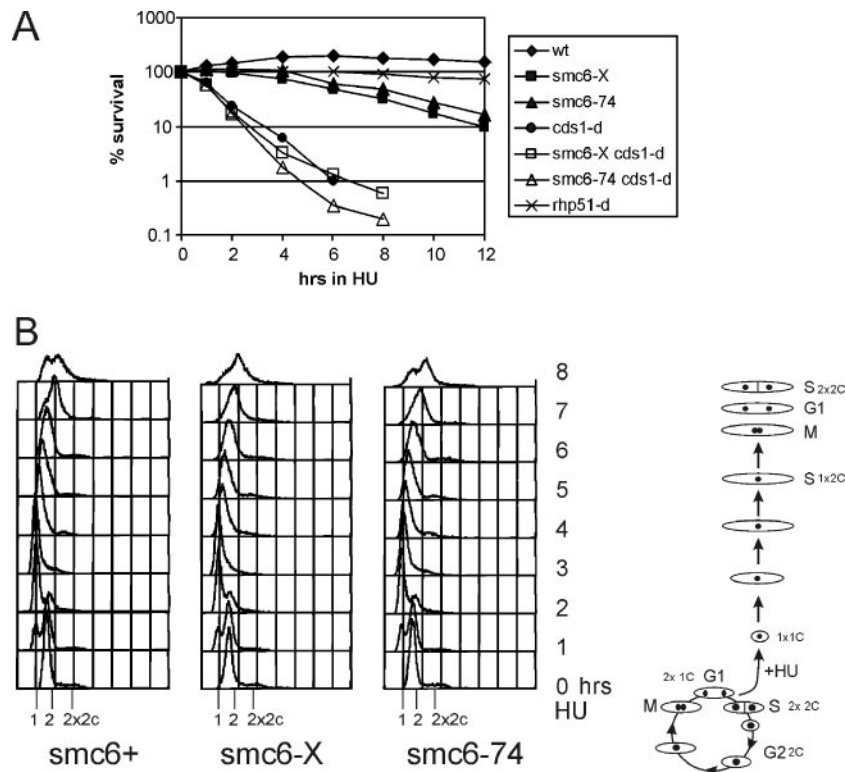 A
1000
100
10
1
0.1
% survival
0 2 4 6 8 10 12
hrs in HU
wt
smc6-X
smc6-74
cds1-d
smc6-X cds1-d
smc6-74 cds1-d
rhp51-d
B
8
7
6
5
4
3
2
1
0 hrs
HU
1 2 2x2c
1 2 2x2c
1 2 2x2c
smc6+
smc6-X
smc6-74
S 2x2C
G1
M
S 1x2C
1x1C
+HU
2x 1C G1
M
S 2x 2C
G2 2C